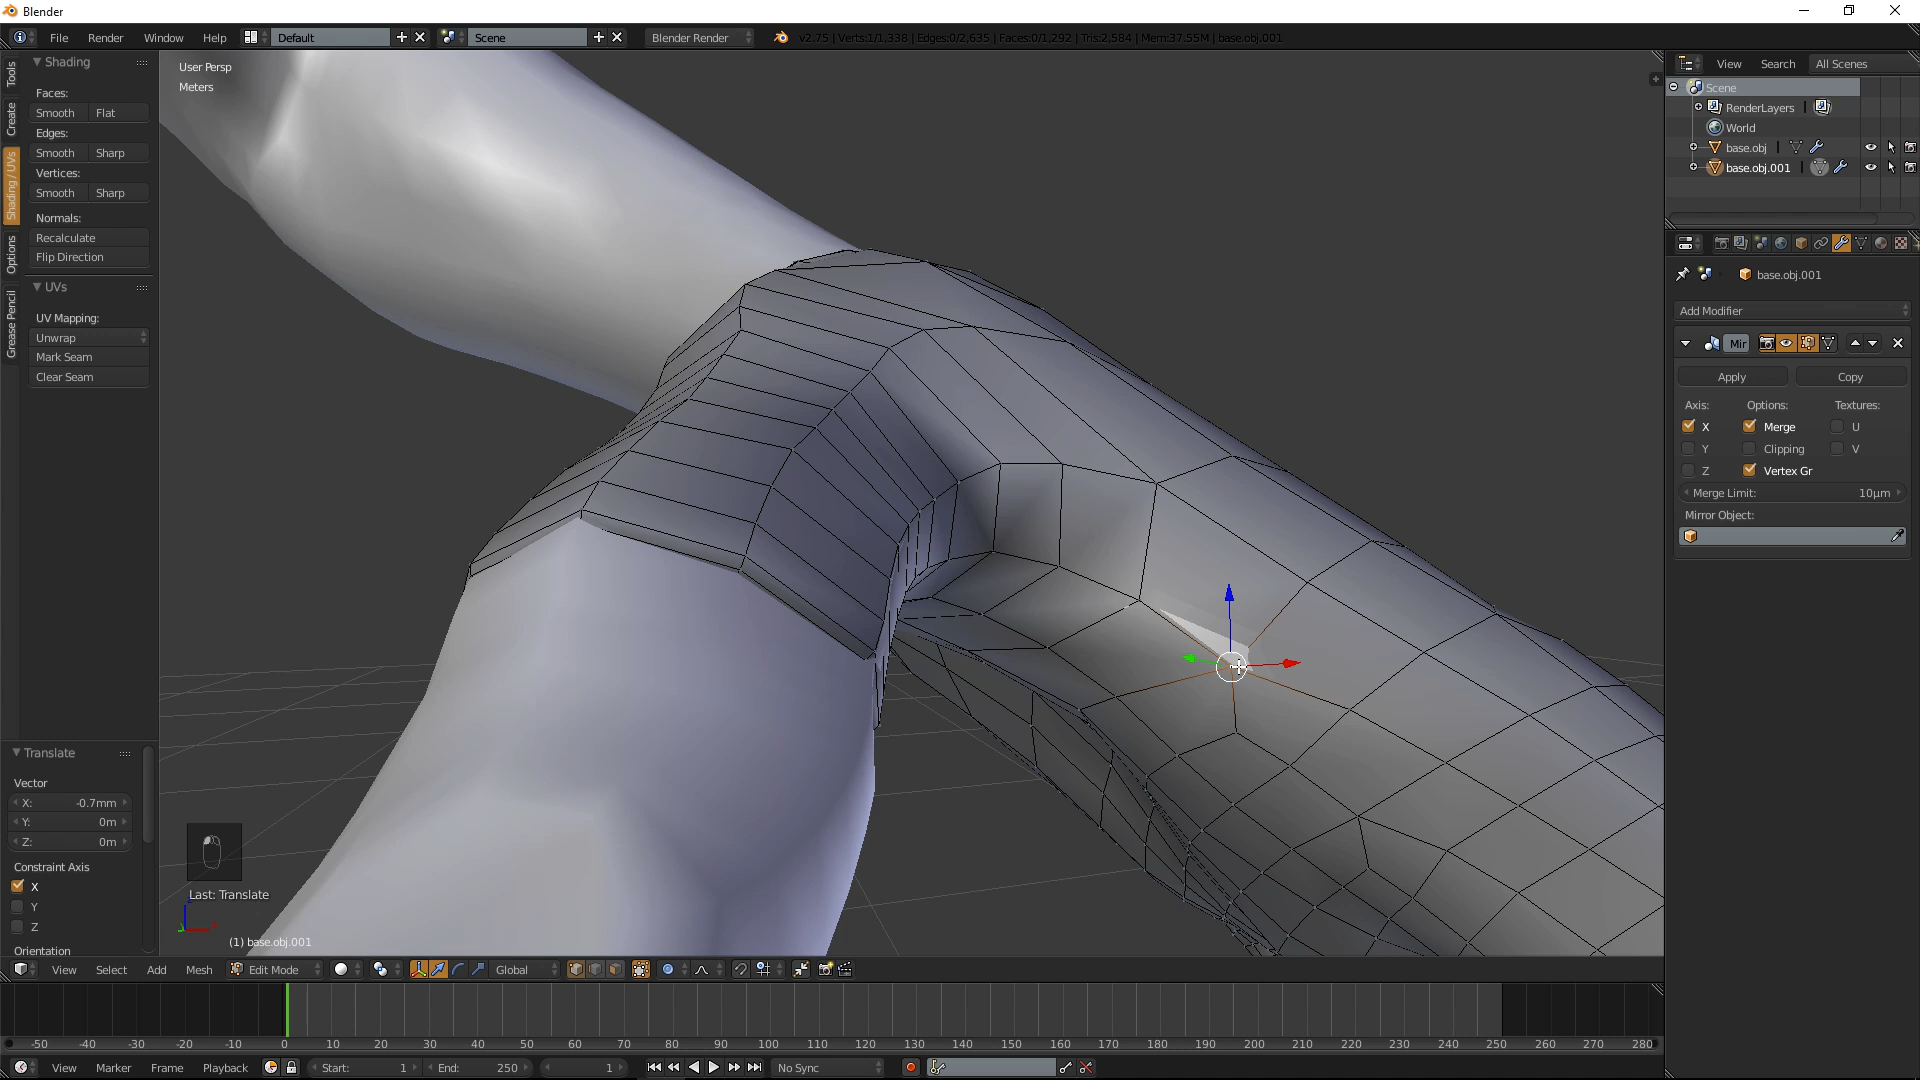 Blender
File Render Window Help Default Scene Blender Render v2.75 | Verts:1/1,338 | Edges:0/2,635 | Faces:0/1,292 | Tris:2,584 | Mem:37.55M | base.obj.001
Tools
Create
Shading / UVs
Options
Grease Pencil
Shading
Faces:
Smooth Flat
Edges:
Smooth Sharp
Vertices:
Smooth Sharp
Normals:
Recalculate
Flip Direction
UVs
UV Mapping:
Unwrap
Mark Seam
Clear Seam
Translate
Vector
X: -0.7mm
Y: 0m
Z: 0m
Constraint Axis
X
Y
Z
Orientation
User Persp
Meters
Last: Translate
(1) base.obj.001
View Select Add Mesh Edit Mode Global
-50 -40 -30 -20 -10 0 10 20 30 40 50 60 70 80 90 100 110 120 130 140 150 160 170 180 190 200 210 220 230 240 250 260 270 280
View Marker Frame Playback Start: 1 End: 250 1 No Sync
View Search All Scenes
Scene
RenderLayers
World
base.obj
base.obj.001
base.obj.001
Add Modifier
Mir
Apply Copy
Axis: Options: Textures:
X Merge U
Y Clipping V
Z Vertex Gr
Merge Limit: 10µm
Mirror Object: